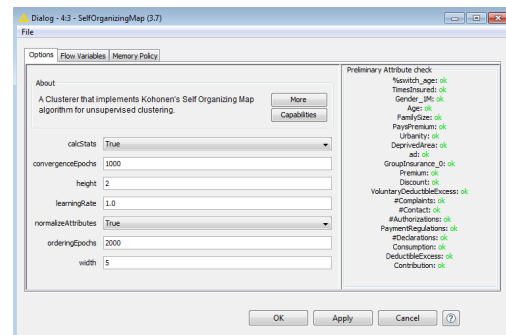 Dialog - 4:3 - SelfOrganizingMap (3.7)
File
Options Flow Variables Memory Policy
About
A Clusterer that implements Kohonen's Self Organizing Map
algorithm for unsupervised clustering.
More
Capabilities
calcStats True
convergenceEpochs 1000
height 2
learningRate 1.0
normalizeAttributes True
orderingEpochs 2000
width 5
Preliminary Attribute check
%switch_age: ok
TimesInsured: ok
Gender_1M: ok
Age: ok
FamilySize: ok
PaysPremium: ok
Urbanity: ok
DeprivedArea: ok
ad: ok
GroupInsurance_0: ok
Premium: ok
Discount: ok
VoluntaryDeductibleExcess: ok
#Complaints: ok
#Contact: ok
#Authorizations: ok
PaymentRegulations: ok
#Declarations: ok
Consumption: ok
DeductibleExcess: ok
Contribution: ok
OK Apply Cancel ?